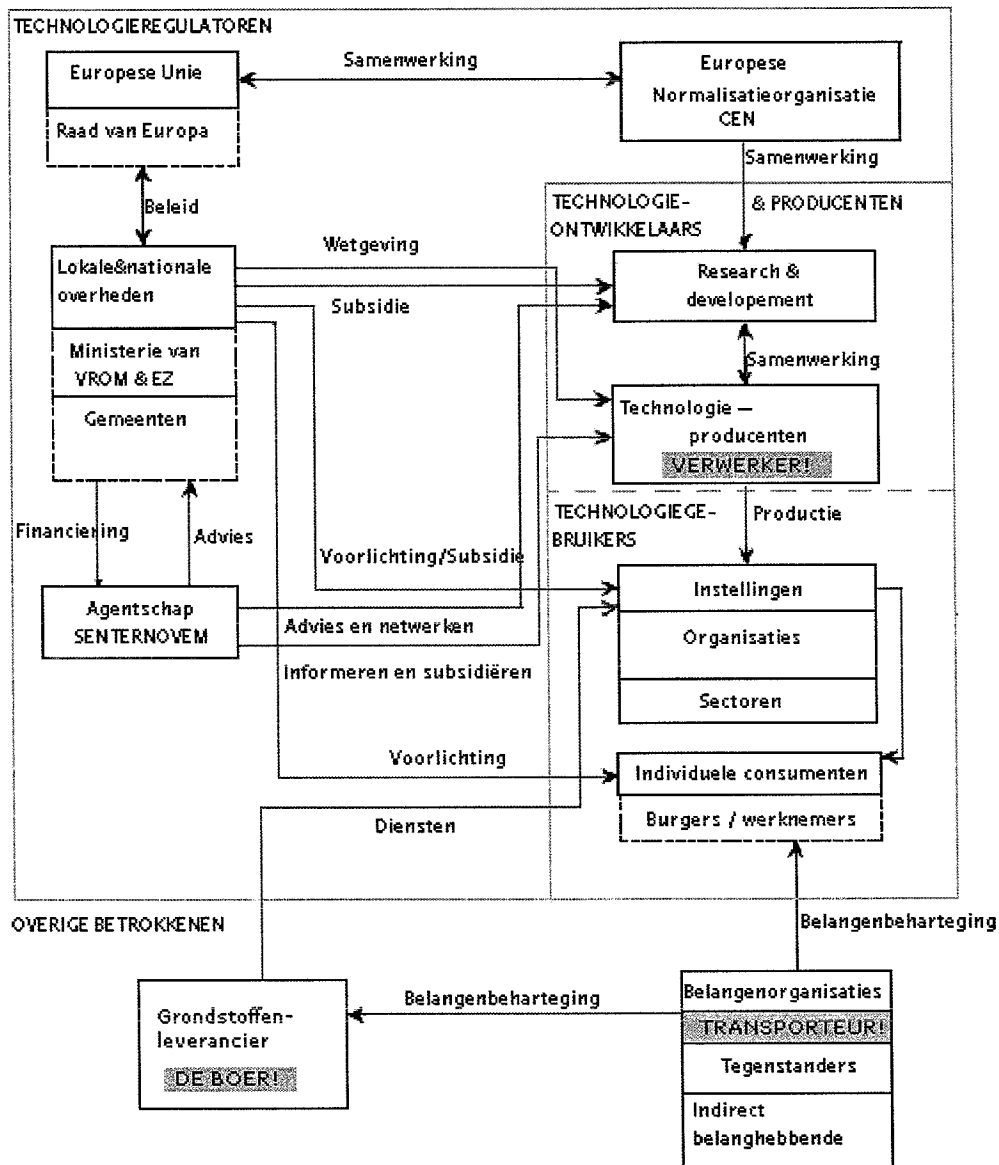 TECHNOLOGIEREGULATOREN
Europese Unie
Raad van Europa
Samenwerking
Europese
Normalisatieorganisatie
CEN
Samenwerking
Beleid
TECHNOLOGIE-
ONTWIKKELAARS
& PRODUCENTEN
Lokale&nationale
overheden
Ministerie van
VROM & EZ
Gemeenten
Wetgeving
Subsidie
Research &
developement
Samenwerking
Technologie —
producenten
VERWERKER!
Financiering
Advies
TECHNOLOGIEGE-
BRUIKERS
Productie
Voorlichting/Subsidie
Agentschap
SENTERNOVEM
Advies en netwerken
Informeren en subsidiëren
Instellingen
Organisaties
Sectoren
Voorlichting
Individuele consumenten
Burgers / werknemers
Diensten
OVERIGE BETROKKENEN
Belangenbeharteging
Belangenbeharteging
Grondstoffen-
leverancier
DE BOER!
Belangenorganisaties
TRANSPORTEUR!
Tegenstanders
Indirect
belanghebbende